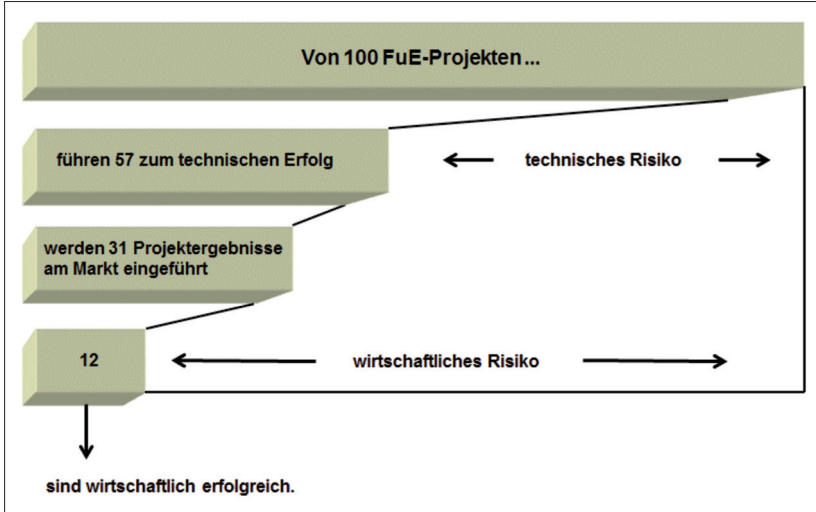 Von 100 FuE-Projekten...
führen 57 zum technischen Erfolg
technisches Risiko
werden 31 Projektergebnisse
am Markt eingeführt
12
wirtschaftliches Risiko
sind wirtschaftlich erfolgreich.